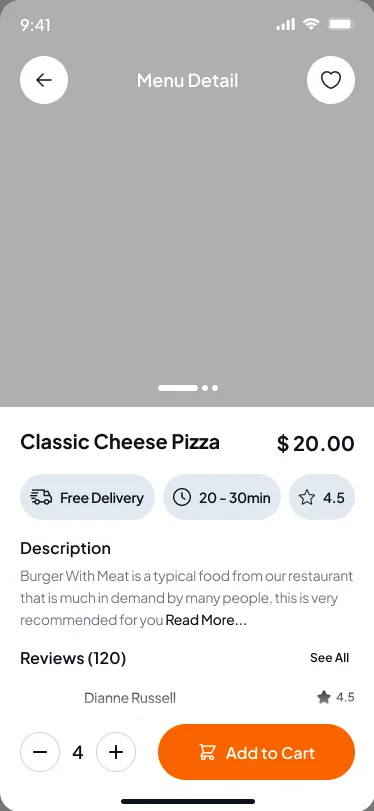 9:41
Menu Detail
Classic Cheese Pizza
$ 20.00
Free Delivery
20 - 30min
4.5
Description
Burger With Meat is a typical food from our restaurant
that is much in demand by many people, this is very
recommended for you Read More...
Reviews (120)
See All
Dianne Russell
4.5
4
Add to Cart